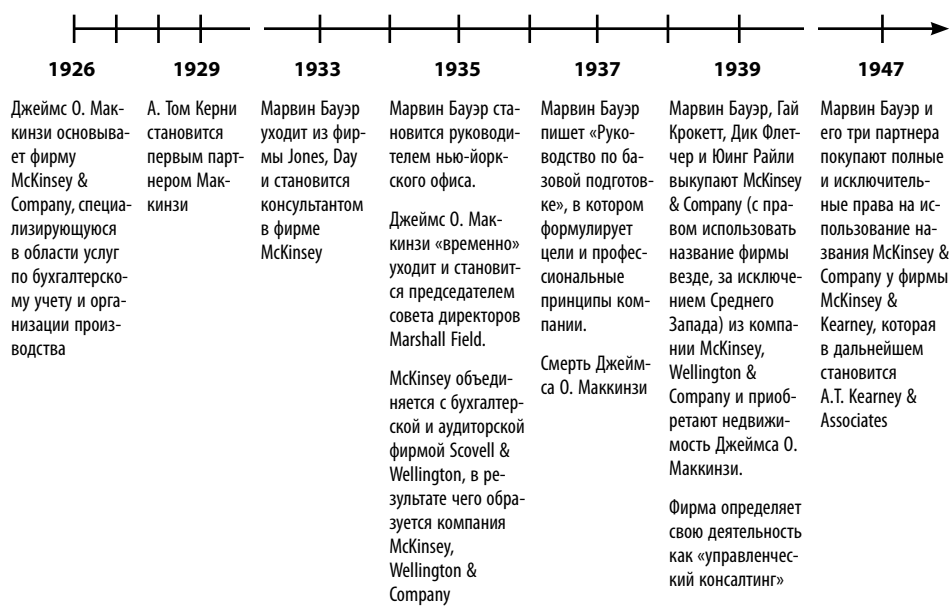 1926
Джеймс О. Мак-
кинзи основыва-
ет фирму
McKinsey &
Company, специа-
лизирующуюся
в области услуг
по бухгалтерско-
му учету и орга-
низации произ-
водства
1929
А. Том Керни
становится
первым парт-
нером Мак-
кинзи
1933
Марвин Бауэр
уходит из фир-
мы Jones, Day
и становится
консультантом
в фирме
McKinsey
1935
Марвин Бауэр ста-
новится руководи-
телем нью-йорк-
ского офиса.
Джеймс О. Мак-
кинзи «временно»
уходит и становит-
ся председателем
совета директоров
Marshall Field.
McKinsey объеди-
няется с бухгалтер-
ской и аудиторской
фирмой Scovell &
Wellington, в ре-
зультате чего обра-
зуется компания
McKinsey,
Wellington &
Company
1937
Марвин Бауэр
пишет «Руко-
водство по ба-
зовой подготов-
ке», в котором
формулирует
цели и профес-
сиональные
принципы ком-
пании.
Смерть Джейм-
са О. Маккинзи
1939
Марвин Бауэр, Гай
Крокетт, Дик Флет-
чер и Юинг Райли
выкупают McKinsey
& Company (с пра-
вом использовать
название фирмы
везде, за исключе-
нием Среднего
Запада) из компа-
нии McKinsey,
Wellington &
Company и приоб-
ретают недвижи-
мость Джеймса О.
Маккинзи.
Фирма определяет
свою деятельность
как «управленчес-
кий консалтинг»
1947
Марвин Бауэр и
его три партнера
покупают полные
и исключитель-
ные права на ис-
пользование на-
звания McKinsey &
Company у фирмы
McKinsey &
Kearney, которая
в дальнейшем
становится
A.T. Kearney &
Associates